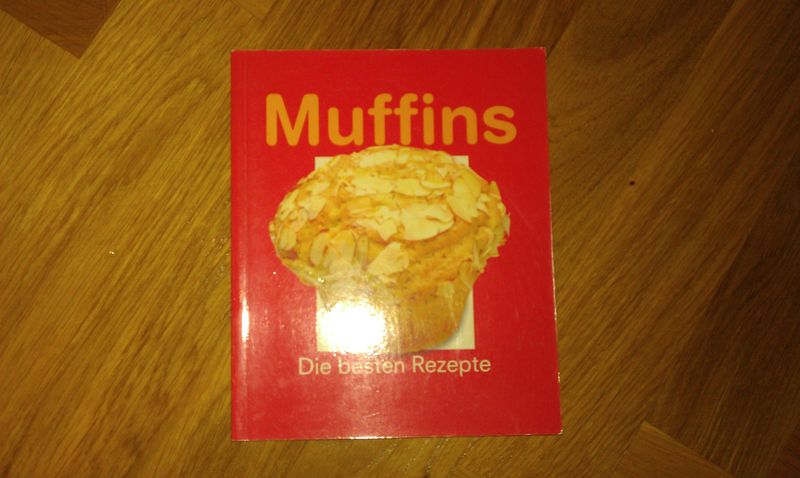 Muffins
Die besten Rezepte